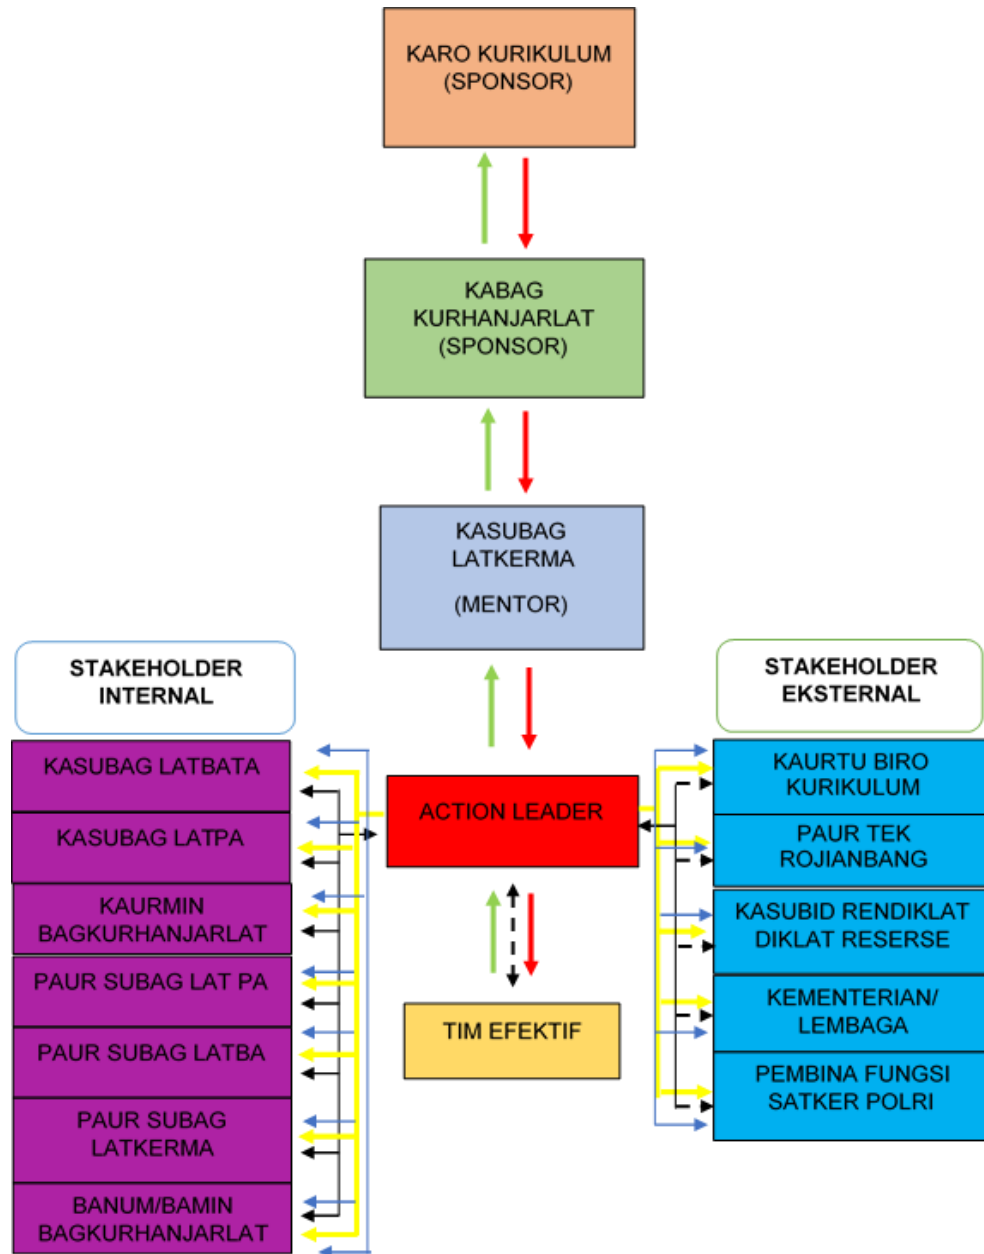 KARO KURIKULUM
(SPONSOR)
KABAG
KURHANJARLAT
(SPONSOR)
KASUBAG
LATKERMA
(MENTOR)
STAKEHOLDER
INTERNAL
KASUBAG LATBATA
KASUBAG LATPA
KAURMIN
BAGKURHANJARLAT
PAUR SUBAG LAT PA
PAUR SUBAG LATBA
PAUR SUBAG
LATKERMA
BANUM/BAMIN
BAGKURHANJARLAT
ACTION LEADER
TIM EFEKTIF
STAKEHOLDER
EKSTERNAL
KAURTU BIRO
KURIKULUM
PAUR TEK
ROJIANBANG
KASUBID RENDIKLAT
DIKLAT RESERSE
KEMENTERIAN/
LEMBAGA
PEMBINA FUNGSI
SATKER POLRI